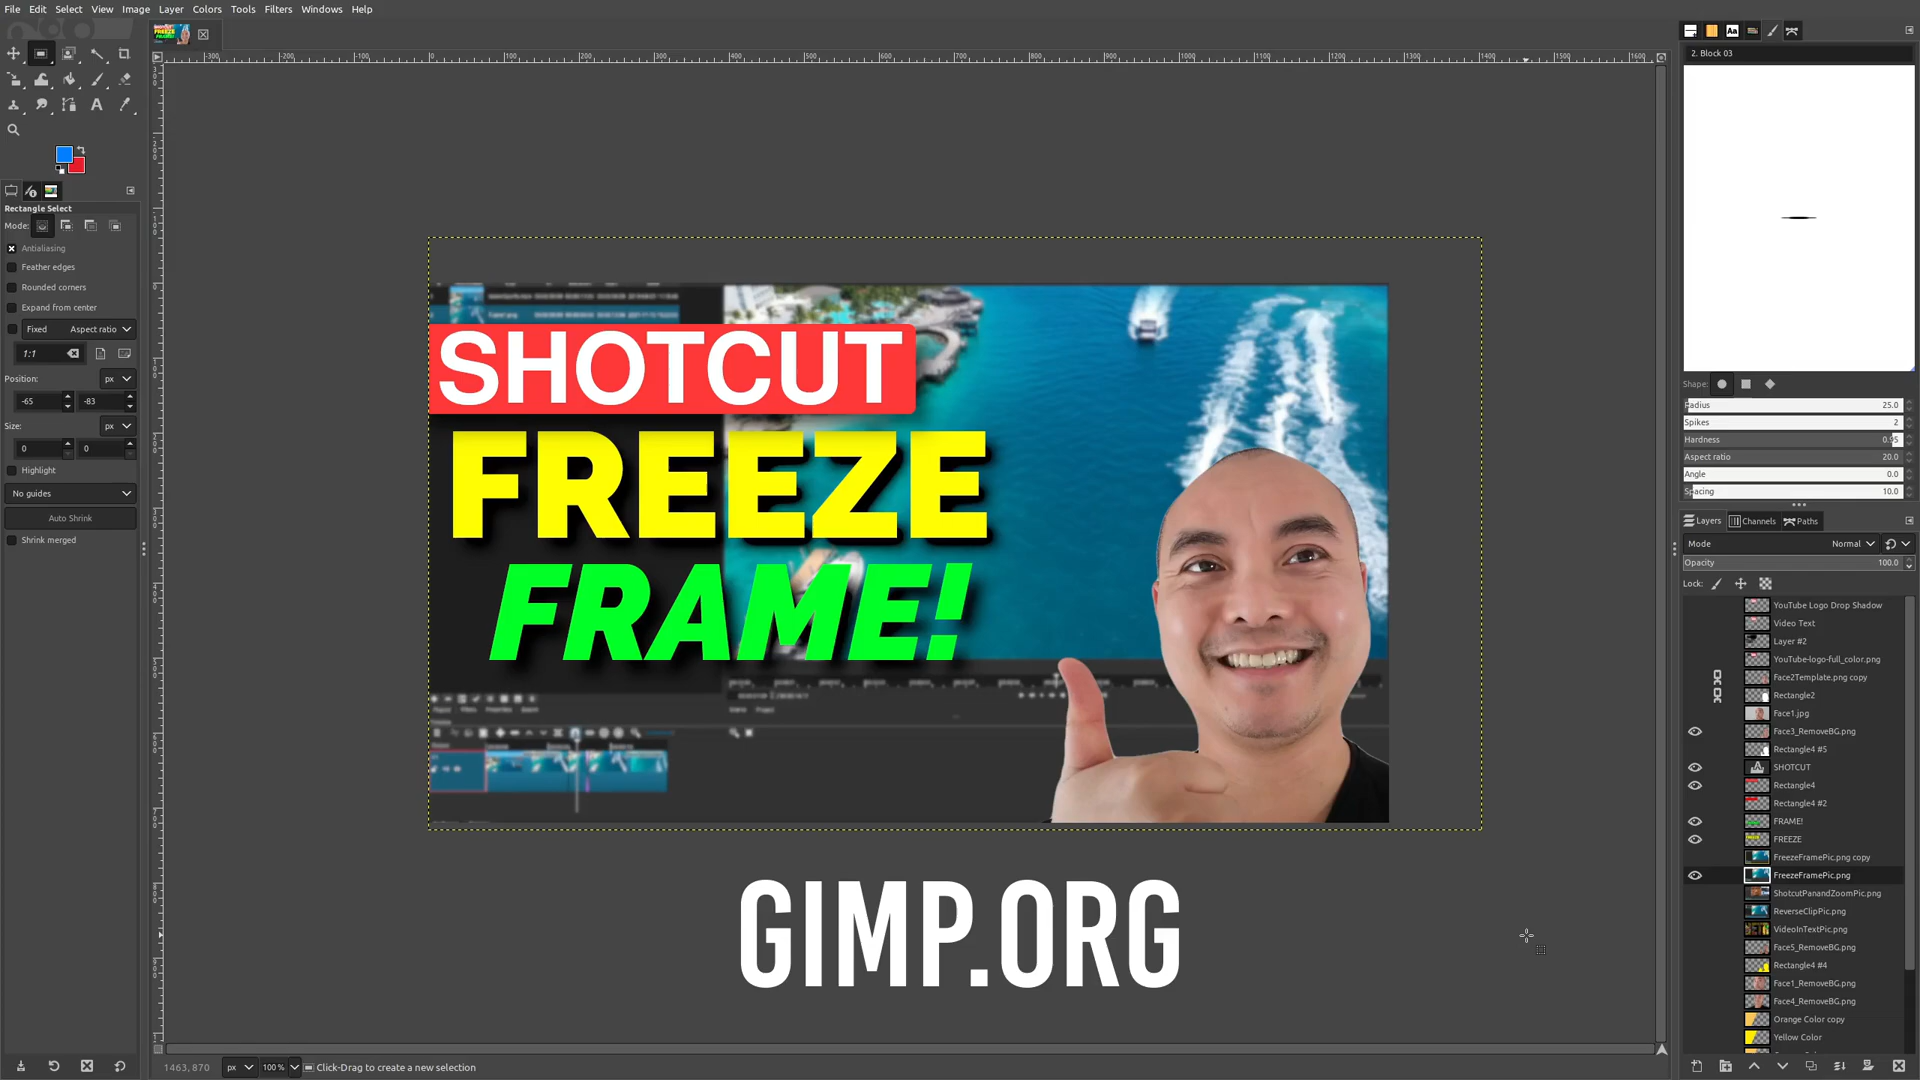 File Edit Select View Image Layer Colors Tools Filters Windows Help
Rectangle Select
Mode:
Antialiasing
Feather edges
Rounded corners
Expand from center
Fixed Aspect ratio
1:1
Position: px
-65 -83
Size: px
0 0
Highlight
No guides
Auto Shrink
Shrink merged
SHOTCUT
FREEZE
FRAME!
GIMP.ORG
1463, 870 px 100 % Click-Drag to create a new selection
2. Block 03
Shape:
Radius 25.0
Spikes 2
Hardness
Aspect ratio 20.0
Angle 0.0
Spacing 10.0
Layers Channels Paths
Mode Normal
Opacity 100.0
Lock:
YouTube Logo Drop Shadow
Video Text
Layer #2
YouTube-logo-full_color.png
Face2Template.png copy
Rectangle2
Face1.jpg
Face3_RemoveBG.png
Rectangle4 #5
SHOTCUT
Rectangle4
Rectangle4 #2
FRAME!
FREEZE
FreezeFramePic.png copy
FreezeFramePic.png
ShotcutPanandZoomPic.png
ReverseClipPic.png
VideoInTextPic.png
Face5_RemoveBG.png
Rectangle4 #4
Face1_RemoveBG.png
Face4_RemoveBG.png
Orange Color copy
Yellow Color